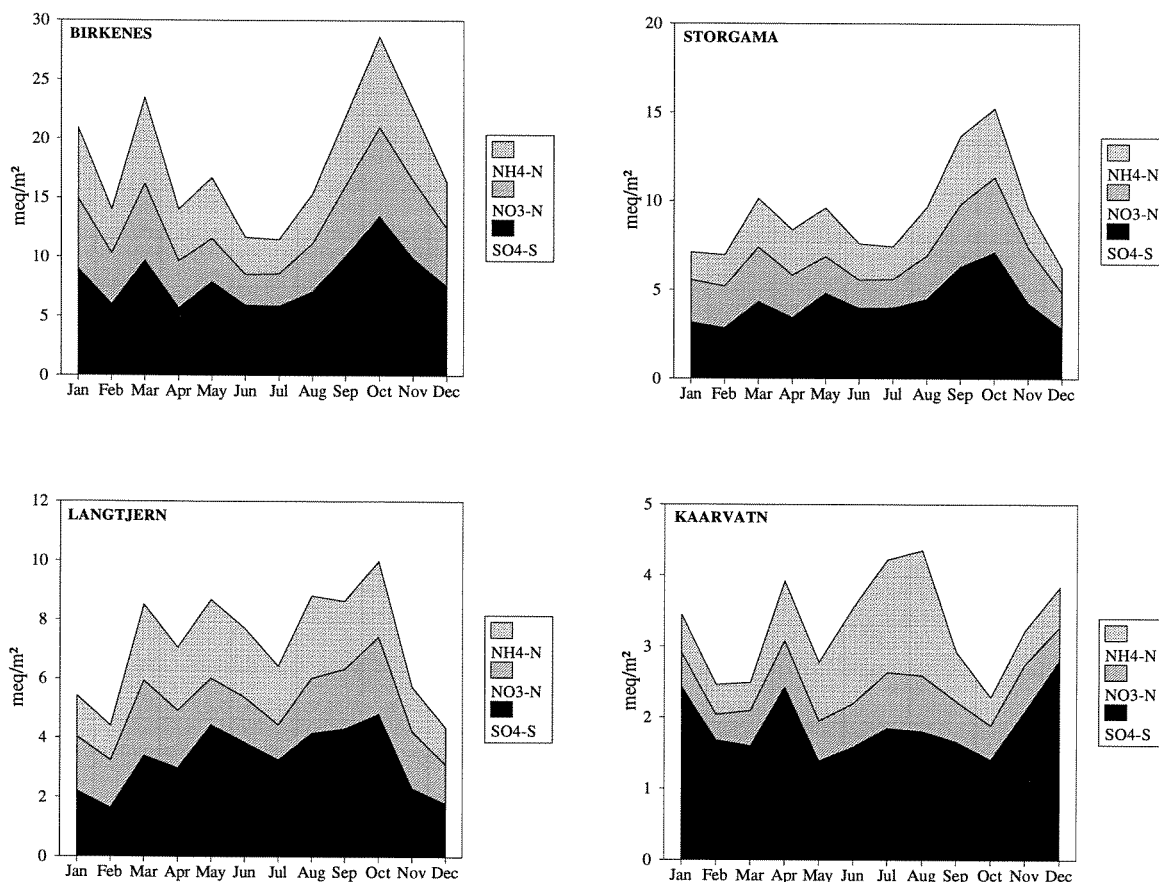 BIRKENES
meq/m²
30
25
20
15
10
5
0
Jan Feb Mar Apr May Jun Jul Aug Sep Oct Nov Dec
NH4-N
NO3-N
SO4-S
STORGAMA
meq/m²
20
15
10
5
0
Jan Feb Mar Apr May Jun Jul Aug Sep Oct Nov Dec
NH4-N
NO3-N
SO4-S
LANGTJERN
meq/m²
12
10
8
6
4
2
0
Jan Feb Mar Apr May Jun Jul Aug Sep Oct Nov Dec
NH4-N
NO3-N
SO4-S
KAARVATN
meq/m²
5
4
3
2
1
0
Jan Feb Mar Apr May Jun Jul Aug Sep Oct Nov Dec
NH4-N
NO3-N
SO4-S